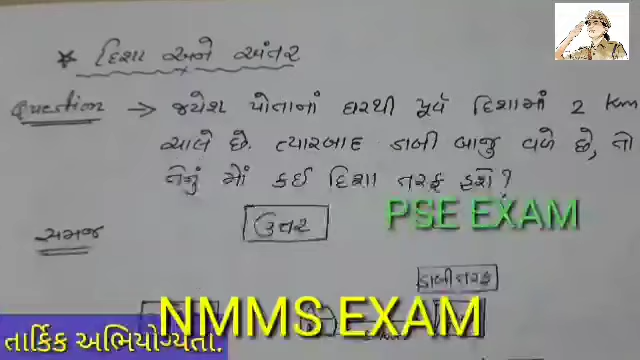 * દિશા અને અંતર
Question → જયેશ પોતાનાં ઘરથી પૂર્વ દિશામાં 2 Km
ચાલે છે. ત્યારબાદ ડાબી બાજુ વળે છે, તો
તેનું મોં કઈ દિશા તરફ હશે?
PSE EXAM
સમજ
ઉત્તર
ડાબી તરફ
NMMS EXAM
તાર્કિક અભિયોગ્યતા.